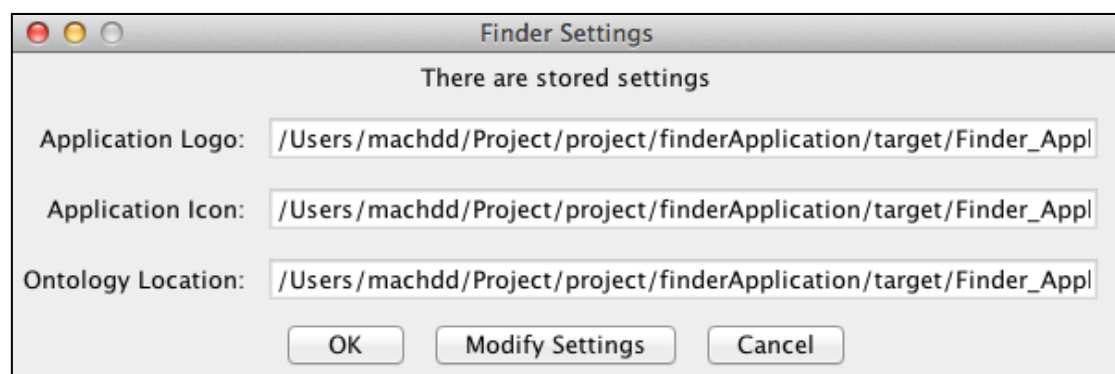 Finder Settings
There are stored settings
Application Logo: /Users/machdd/Project/project/finderApplication/target/Finder_Appl
Application Icon: /Users/machdd/Project/project/finderApplication/target/Finder_Appl
Ontology Location: /Users/machdd/Project/project/finderApplication/target/Finder_Appl
OK Modify Settings Cancel